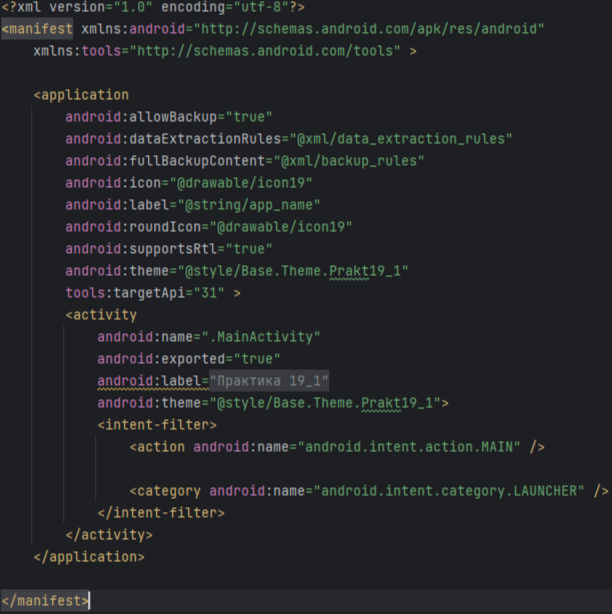 <?xml version="1.0" encoding="utf-8"?>
<manifest xmlns:android="http://schemas.android.com/apk/res/android"
    xmlns:tools="http://schemas.android.com/tools" >

    <application
        android:allowBackup="true"
        android:dataExtractionRules="@xml/data_extraction_rules"
        android:fullBackupContent="@xml/backup_rules"
        android:icon="@drawable/icon19"
        android:label="@string/app_name"
        android:roundIcon="@drawable/icon19"
        android:supportsRtl="true"
        android:theme="@style/Base.Theme.Prakt19_1"
        tools:targetApi="31" >
        <activity
            android:name=".MainActivity"
            android:exported="true"
            android:label="Практика 19_1"
            android:theme="@style/Base.Theme.Prakt19_1">
            <intent-filter>
                <action android:name="android.intent.action.MAIN" />

                <category android:name="android.intent.category.LAUNCHER" />
            </intent-filter>
        </activity>
    </application>

</manifest>